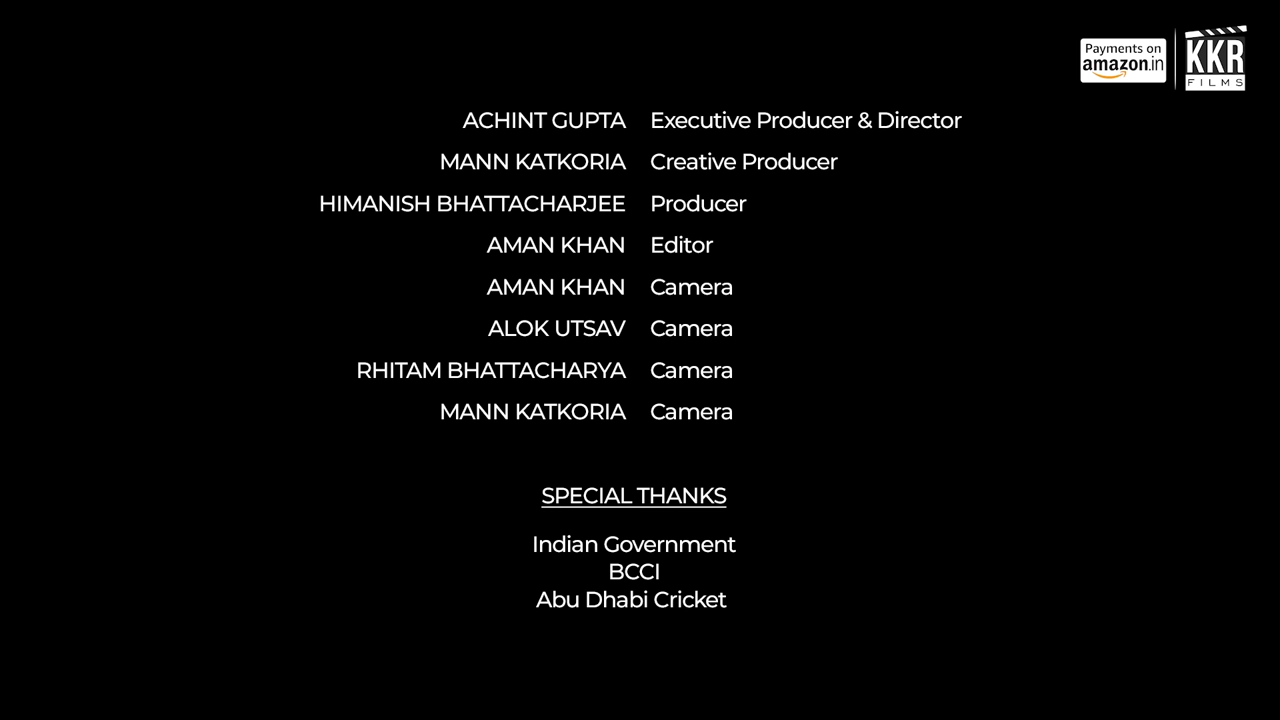 Payments on
amazon.in
KKR
FILMS
ACHINT GUPTA Executive Producer & Director
MANN KATKORIA Creative Producer
HIMANISH BHATTACHARJEE Producer
AMAN KHAN Editor
AMAN KHAN Camera
ALOK UTSAV Camera
RHITAM BHATTACHARYA Camera
MANN KATKORIA Camera
SPECIAL THANKS
Indian Government
BCCI
Abu Dhabi Cricket